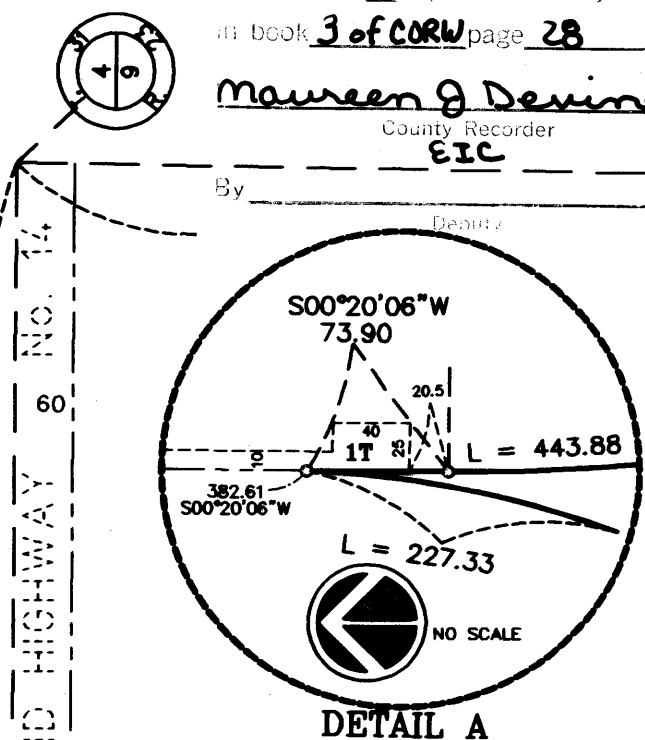 in book 3 of CORW page 28
Maureen J Devin
County Recorder
EIC
By
Deputy
4 9
No. 14
60
HIGHWAY
S00°20'06"W
73.90
20.5
40
1T
25
10
L = 443.88
382.61
S00°20'06"W
L = 227.33
NO SCALE
DETAIL A